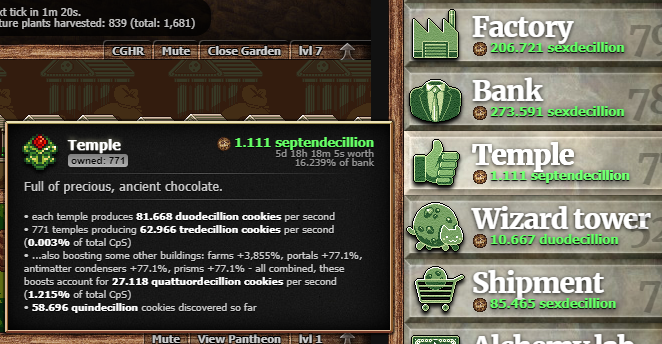 xt tick in 1m 20s.
ture plants harvested: 839 (total: 1,681)
CGHR
Mute
Close Garden
lvl 7
Temple
owned: 771
1.111 septendecillion
5d 18h 18m 5s worth
16.239% of bank
Full of precious, ancient chocolate.
• each temple produces 81.668 duodecillion cookies per second
• 771 temples producing 62.966 tredecillion cookies per second
(0.003% of total CpS)
• ...also boosting some other buildings: farms +3,855%, portals +77.1%,
antimatter condensers +77.1%, prisms +77.1% - all combined, these
boosts account for 27.118 quattuordecillion cookies per second
(1.215% of total CpS)
• 58.696 quindecillion cookies discovered so far
Mute
View Pantheon
lvl 1
Factory
206.721 sexdecillion
Bank
273.591 sexdecillion
Temple
1.111 septendecillion
Wizard tower
10.667 duodecillion
Shipment
85.465 sexdecillion
Alchemy lab